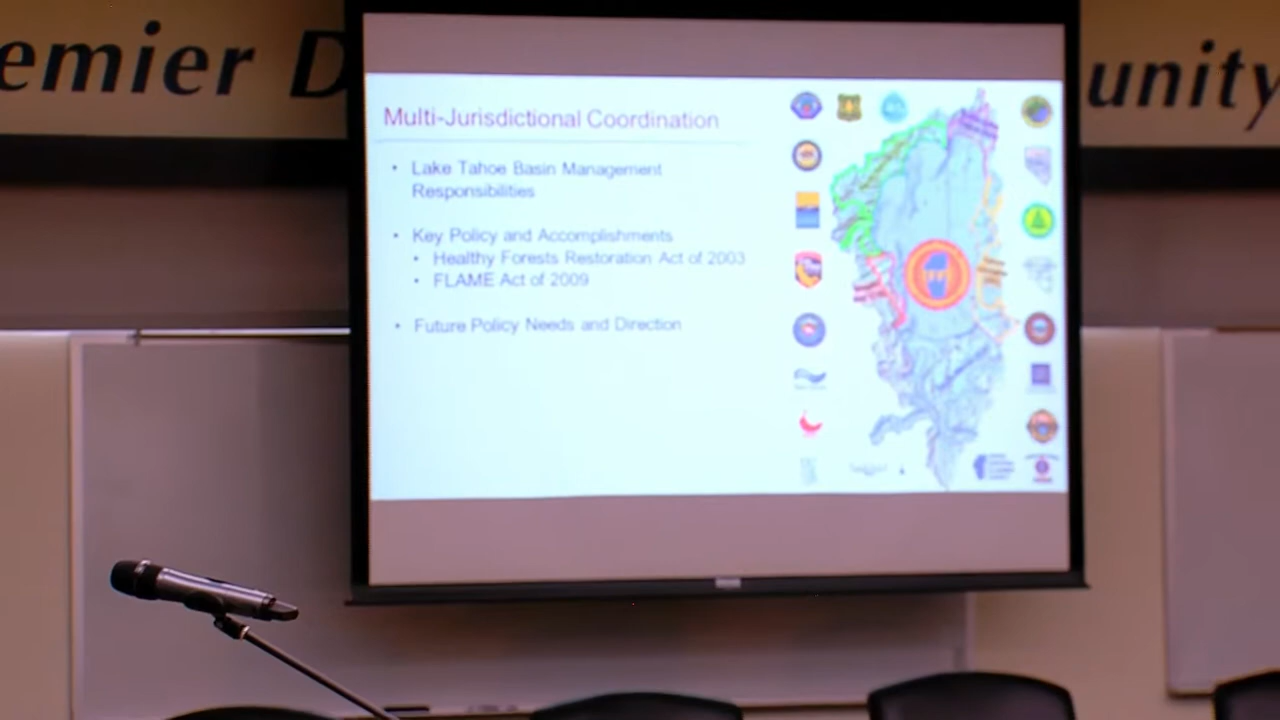 emier D
unity
Multi-Jurisdictional Coordination
• Lake Tahoe Basin Management
Responsibilities
• Key Policy and Accomplishments
• Healthy Forests Restoration Act of 2003
• FLAME Act of 2009
• Future Policy Needs and Direction